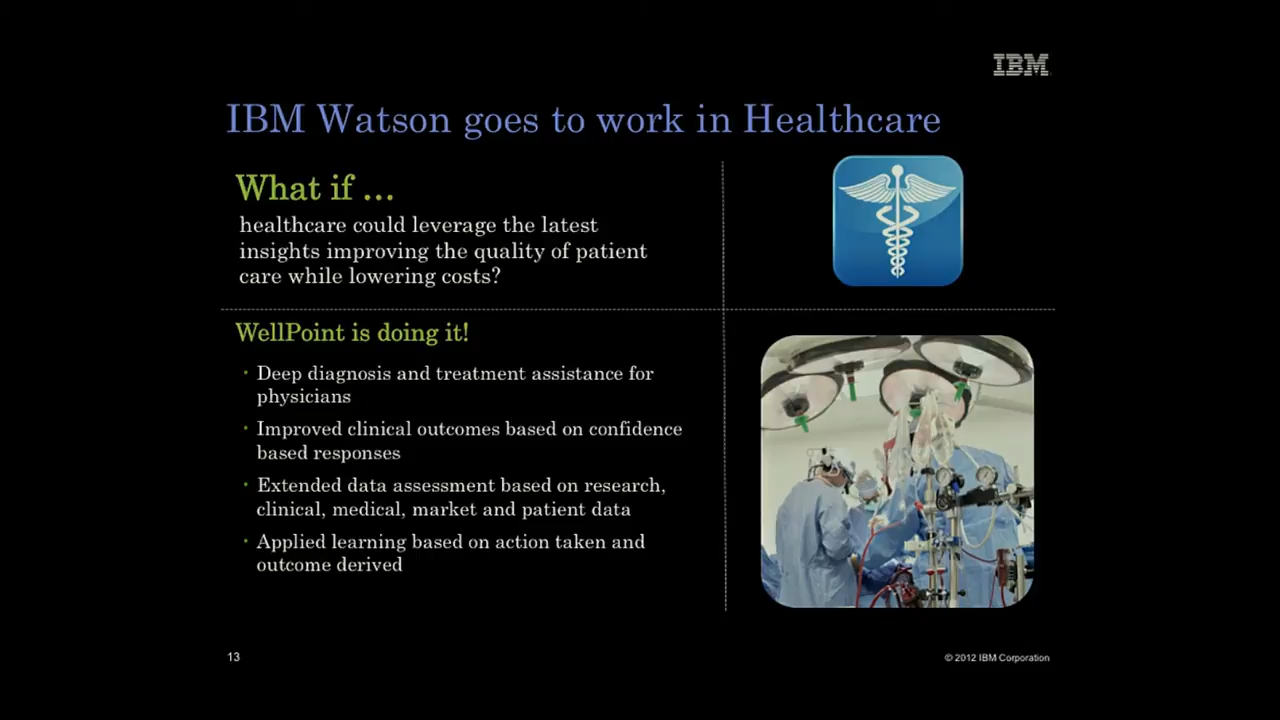 IBM
IBM Watson goes to work in Healthcare
What if ...
healthcare could leverage the latest
insights improving the quality of patient
care while lowering costs?
WellPoint is doing it!
· Deep diagnosis and treatment assistance for
physicians
· Improved clinical outcomes based on confidence
based responses
· Extended data assessment based on research,
clinical, medical, market and patient data
· Applied learning based on action taken and
outcome derived
13
© 2012 IBM Corporation